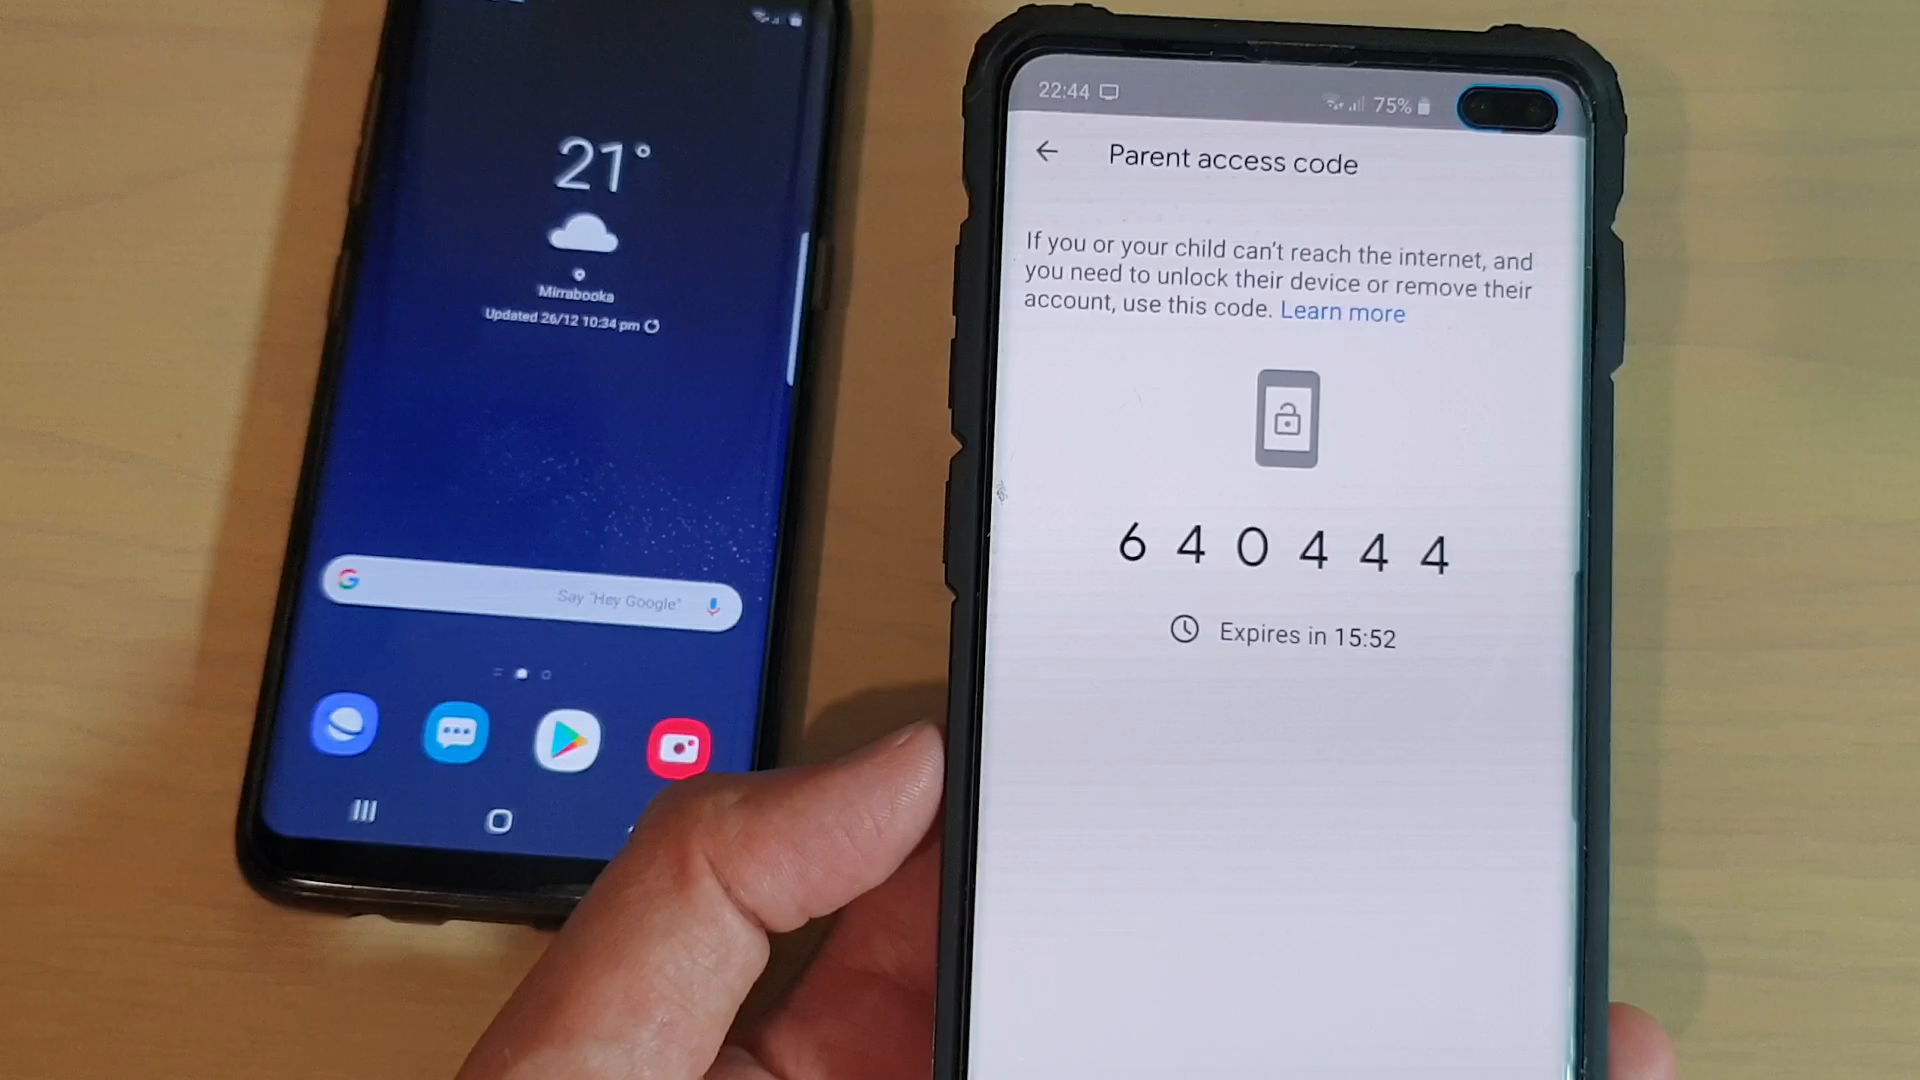 21°
Mirrabooka
Updated 26/12 10:34 pm
G
Say "Hey Google"
22:44
75%
Parent access code
If you or your child can't reach the internet, and
you need to unlock their device or remove their
account, use this code. Learn more
6 4 0 4 4 4
Expires in 15:52